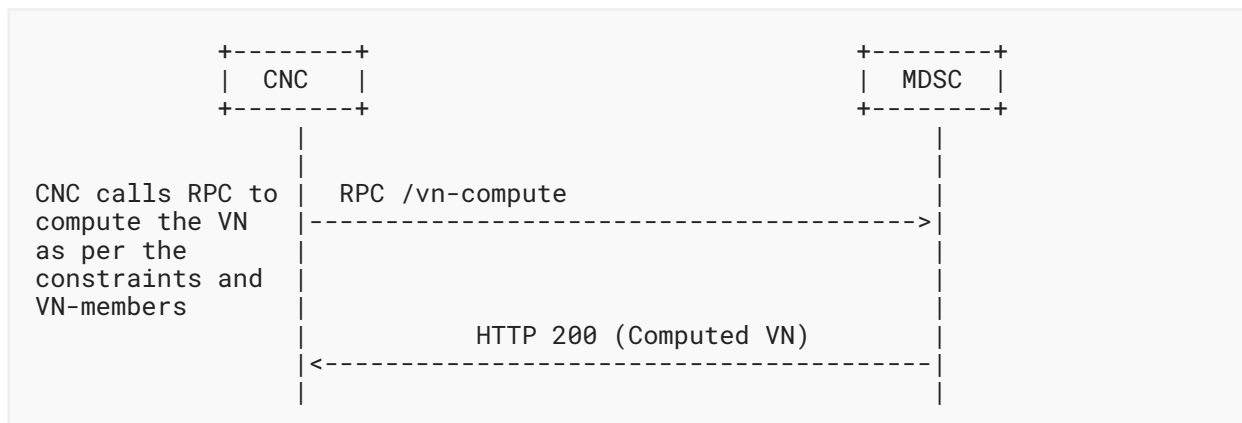 CNC MDSC
CNC calls RPC to RPC /vn-compute
compute the VN
as per the
constraints and
VN-members
HTTP 200 (Computed VN)